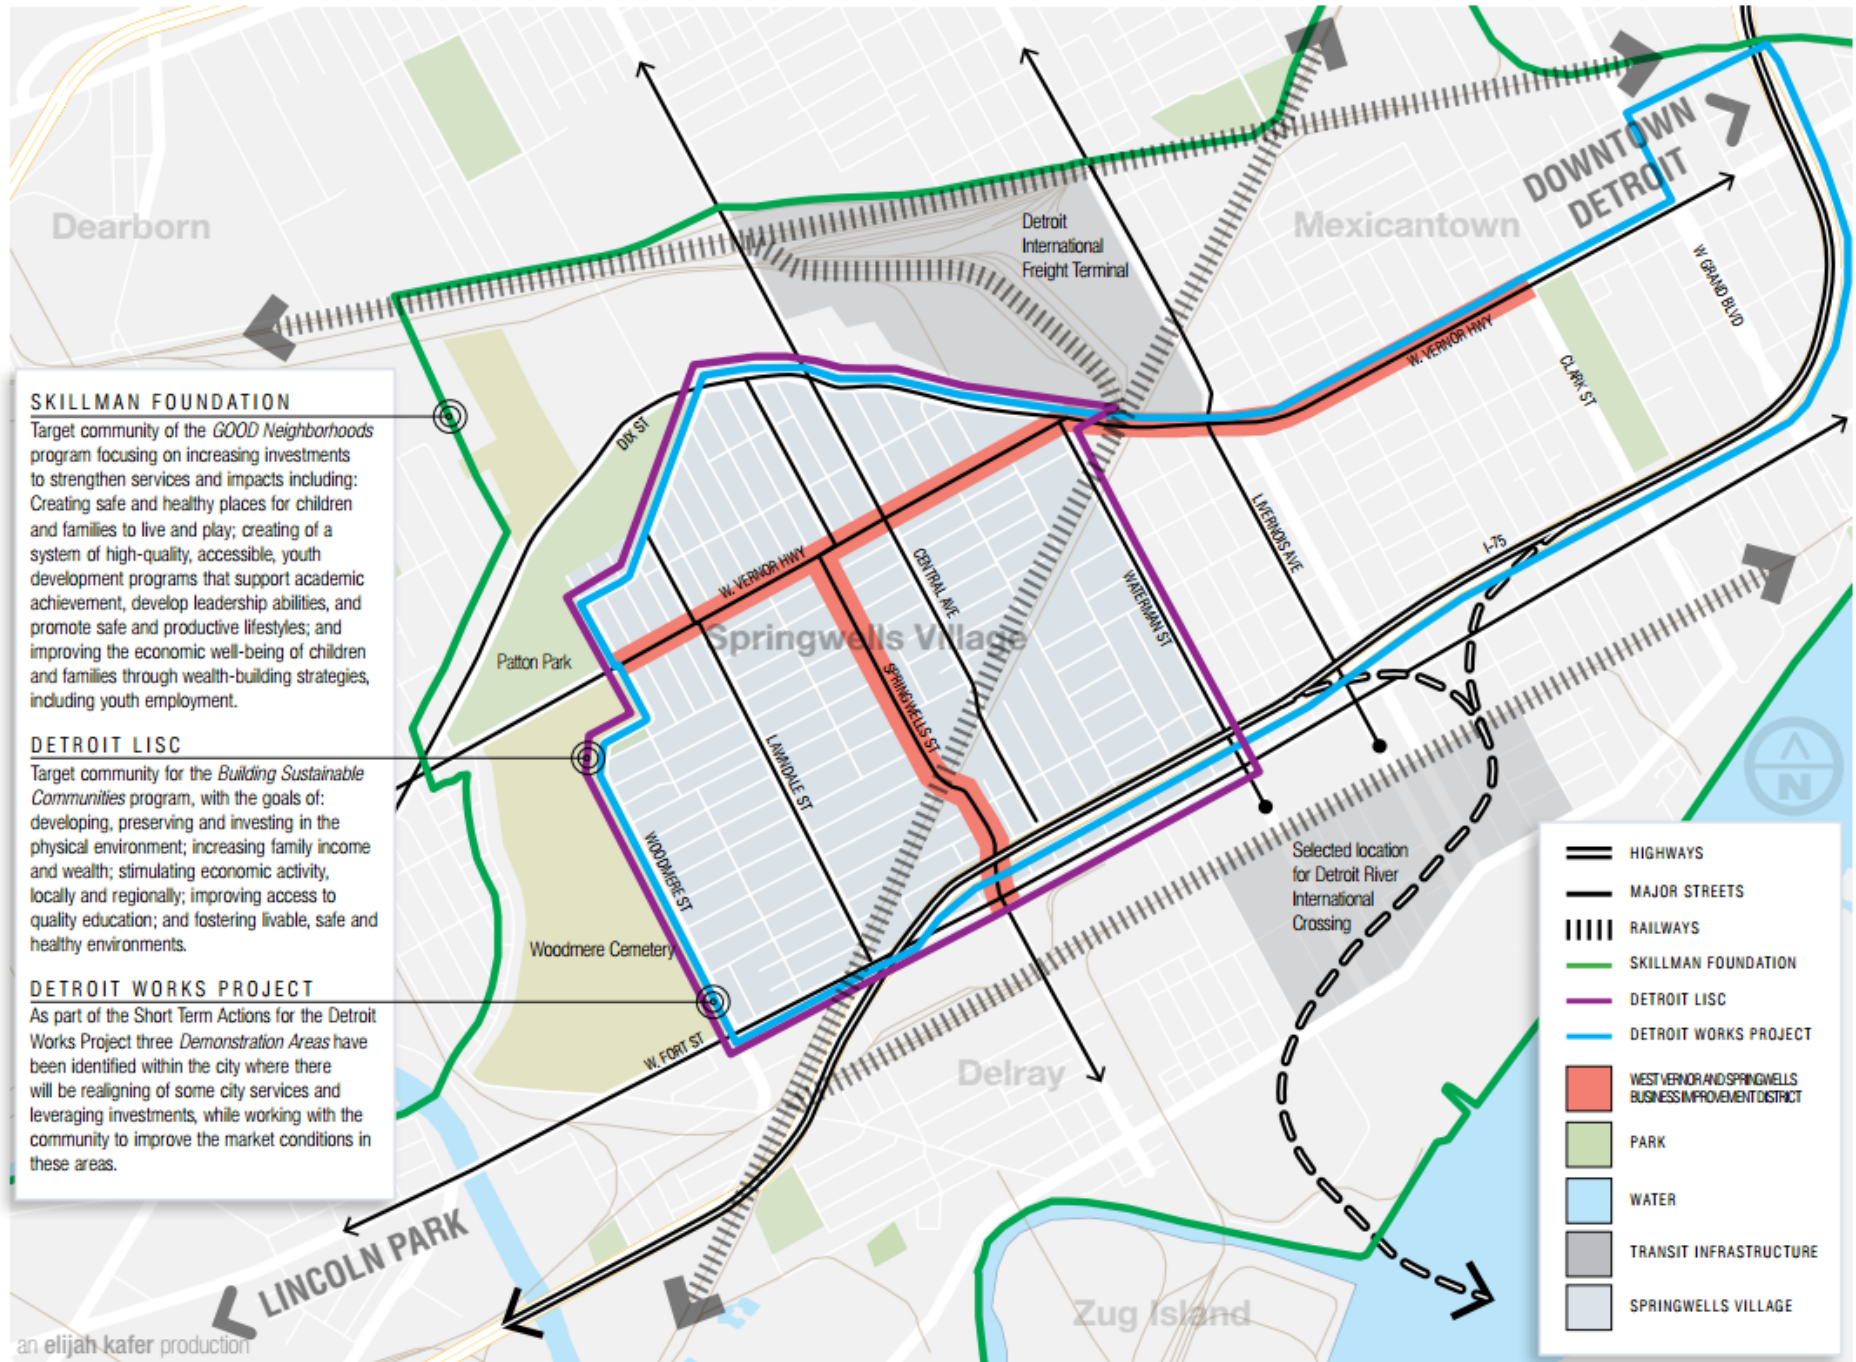 Dearborn
Detroit
International
Freight Terminal
Mexicantown
DOWNTOWN
DETROIT
W GRAND BLVD
W. VERNOR HWY
CLARK ST
DIX ST
SKILLMAN FOUNDATION
Target community of the GOOD Neighborhoods
program focusing on increasing investments
to strengthen services and impacts including:
Creating safe and healthy places for children
and families to live and play; creating of a
system of high-quality, accessible, youth
development programs that support academic
achievement, develop leadership abilities, and
promote safe and productive lifestyles; and
improving the economic well-being of children
and families through wealth-building strategies,
including youth employment.
DETROIT LISC
Target community for the Building Sustainable
Communities program, with the goals of:
developing, preserving and investing in the
physical environment; increasing family income
and wealth; stimulating economic activity,
locally and regionally; improving access to
quality education; and fostering livable, safe and
healthy environments.
DETROIT WORKS PROJECT
As part of the Short Term Actions for the Detroit
Works Project three Demonstration Areas have
been identified within the city where there
will be realigning of some city services and
leveraging investments, while working with the
community to improve the market conditions in
these areas.
LIVERNOIS AVE
I-75
W. VERNOR HWY
CENTRAL AVE
WATERMAN ST
Springwells Village
Patton Park
SPRINGWELLS ST
LAWNDALE ST
WOODMERE ST
Woodmere Cemetery
W. FORT ST
Selected location
for Detroit River
International
Crossing
Delray
LINCOLN PARK
Zug Island
N
HIGHWAYS
MAJOR STREETS
RAILWAYS
SKILLMAN FOUNDATION
DETROIT LISC
DETROIT WORKS PROJECT
WEST VERNOR AND SPRINGWELLS
BUSINESS IMPROVEMENT DISTRICT
PARK
WATER
TRANSIT INFRASTRUCTURE
SPRINGWELLS VILLAGE
an elijah kafer production